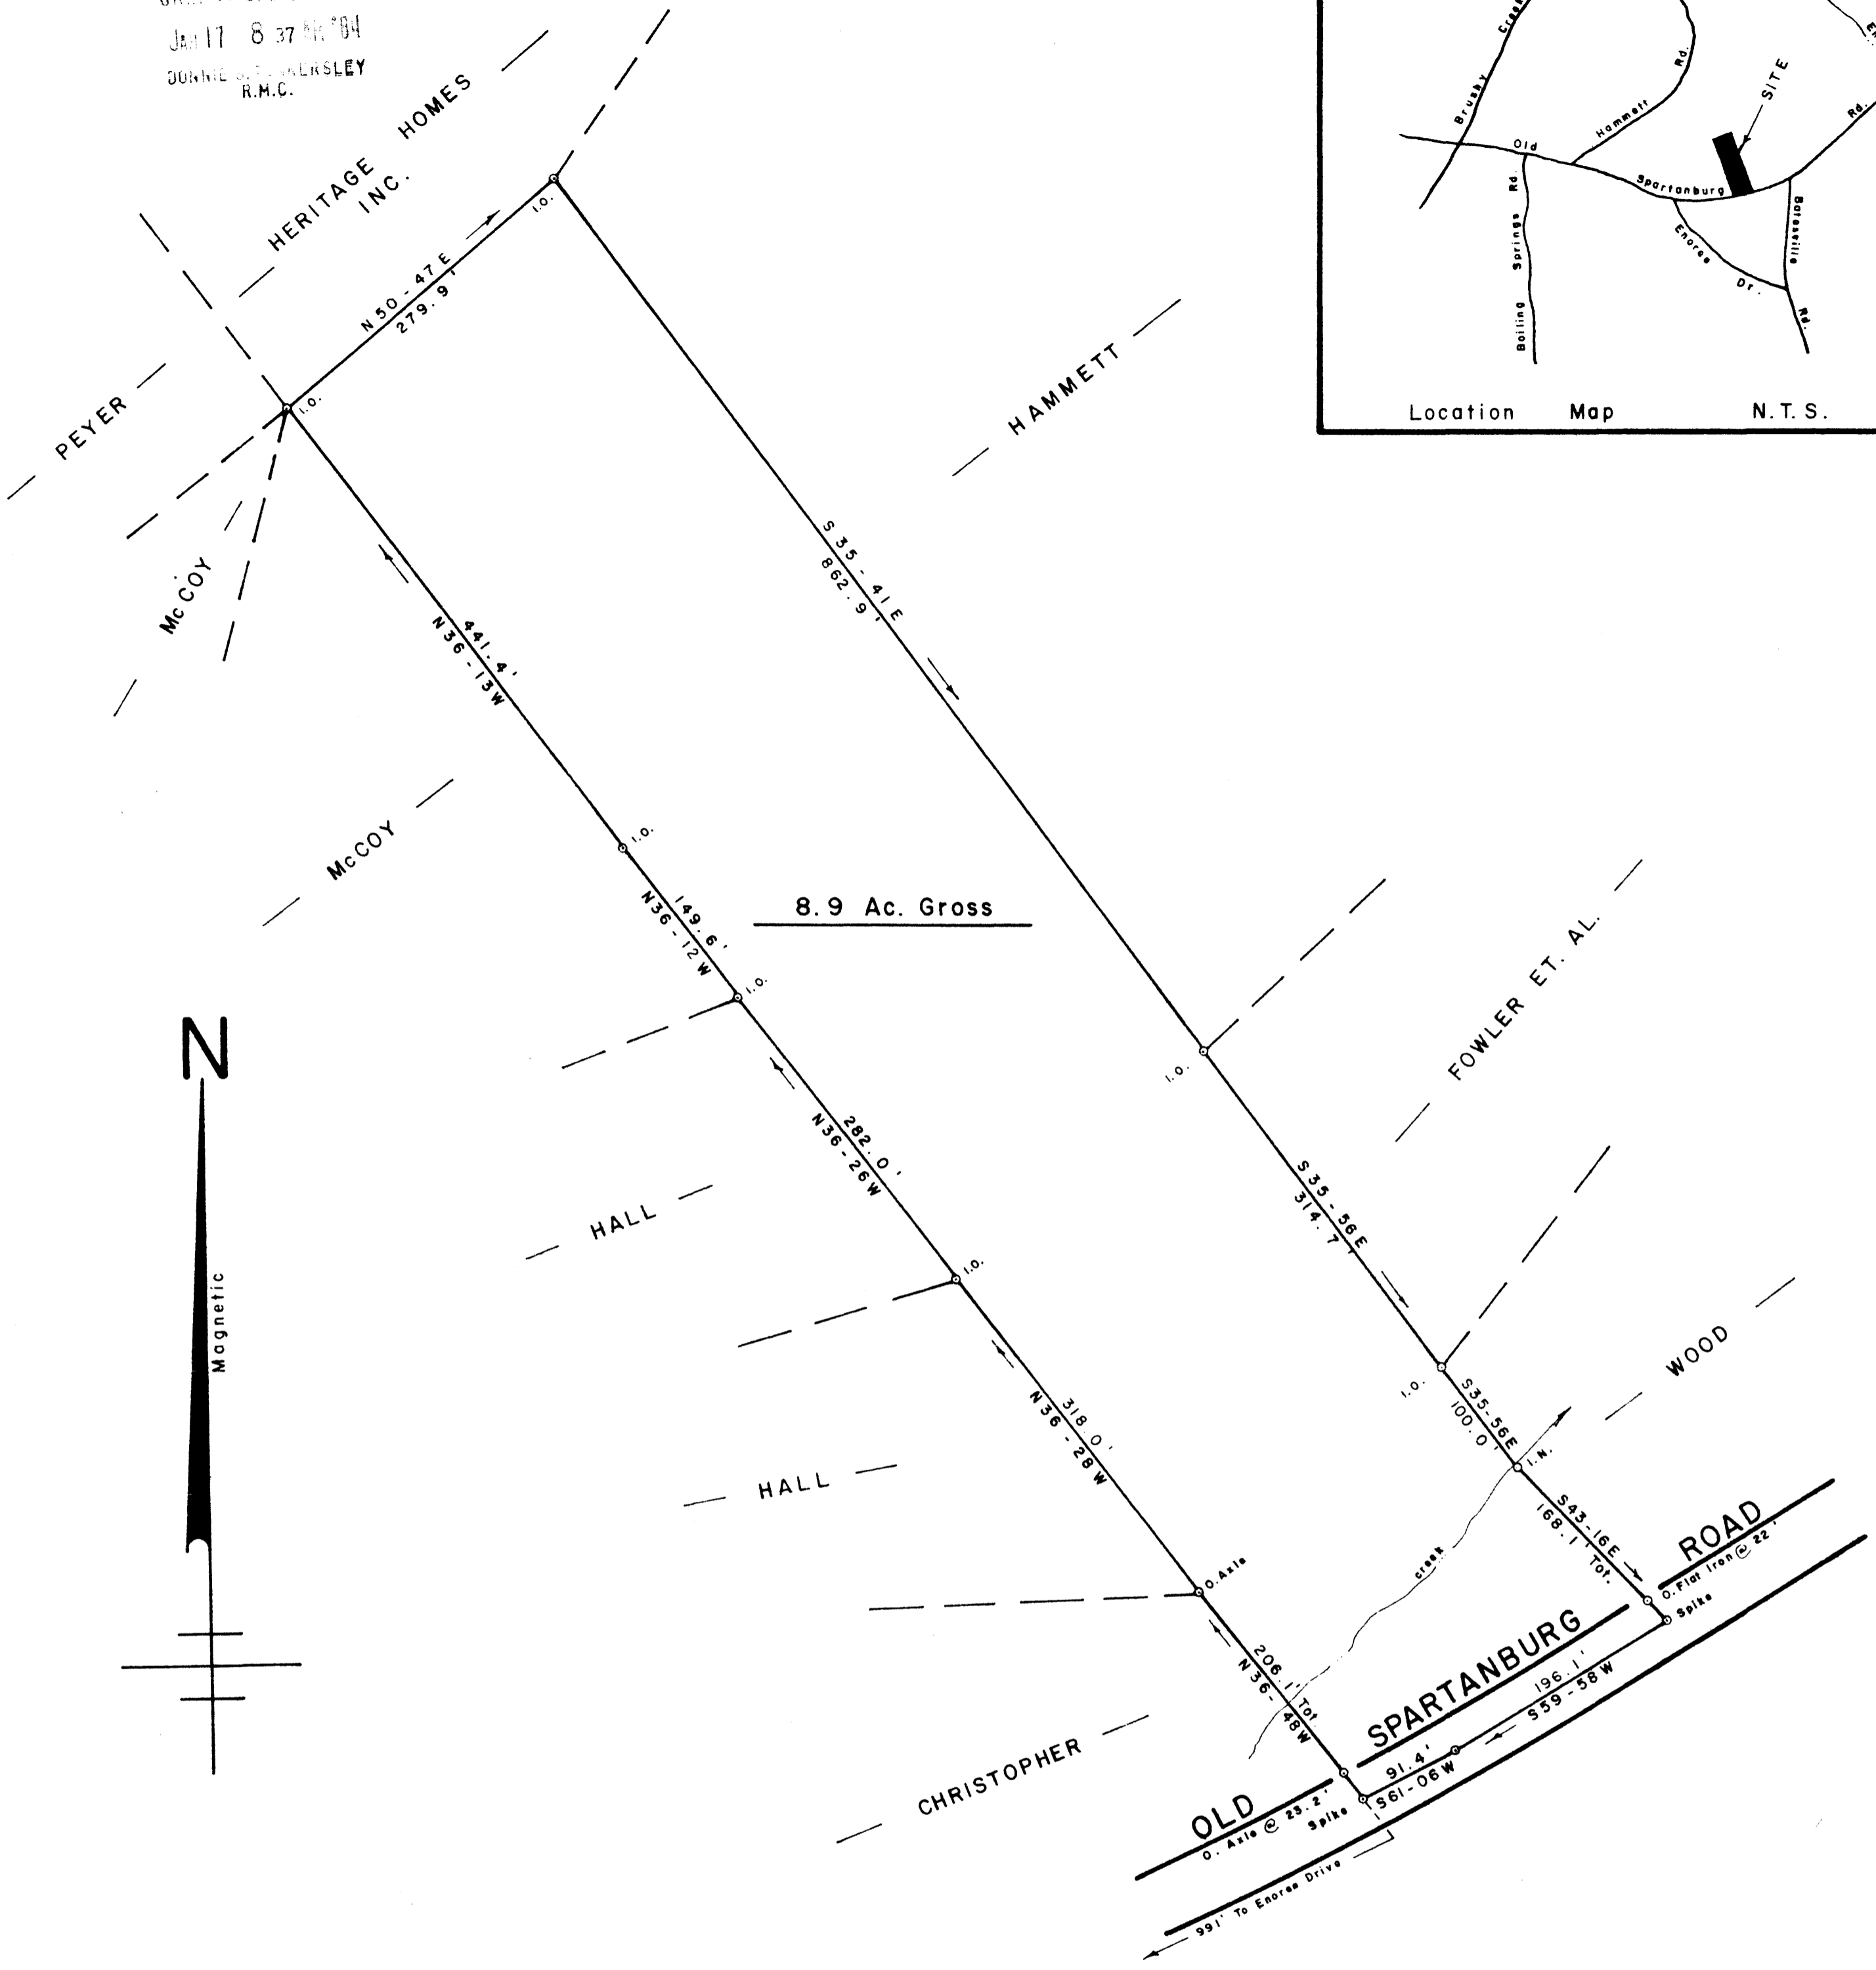 JAN 17 8 37 '84
R.M.C.
HERITAGE HOMES
INC.
N 50 - 47 E
279.9'
I.O.
I.O.
PEYER
McCOY
HAMMETT
S 35 - 41 E
862.9'
441.4'
N 36 - 13 W
McCOY
I.O.
149.6'
N 36 - 12 W
I.O.
8.9 Ac. Gross
I.O.
FOWLER ET. AL.
N
Magnetic
282.0'
N 36 - 26 W
HALL
I.O.
S 35 - 56 E
314.7'
I.O.
WOOD
S 35 - 56 E
100.0'
I.N.
318.0'
N 36 - 28 W
HALL
S 43 - 16 E
168.1' Tot.
creek
O. Axle
206.1' Tot.
N 36 - 48 W
CHRISTOPHER
OLD SPARTANBURG ROAD
O. Flat Iron @ 22'
Spike
196.1'
S 59 - 58 W
91.4'
S 61 - 06 W
O. Axle @ 23.2'
Spike
991' To Enoree Drive
Brushy Creek
Hammett Rd.
SITE
Old Spartanburg Rd.
Boiling Springs Rd.
Enoree Dr.
Batesville Rd.
Location Map N.T.S.